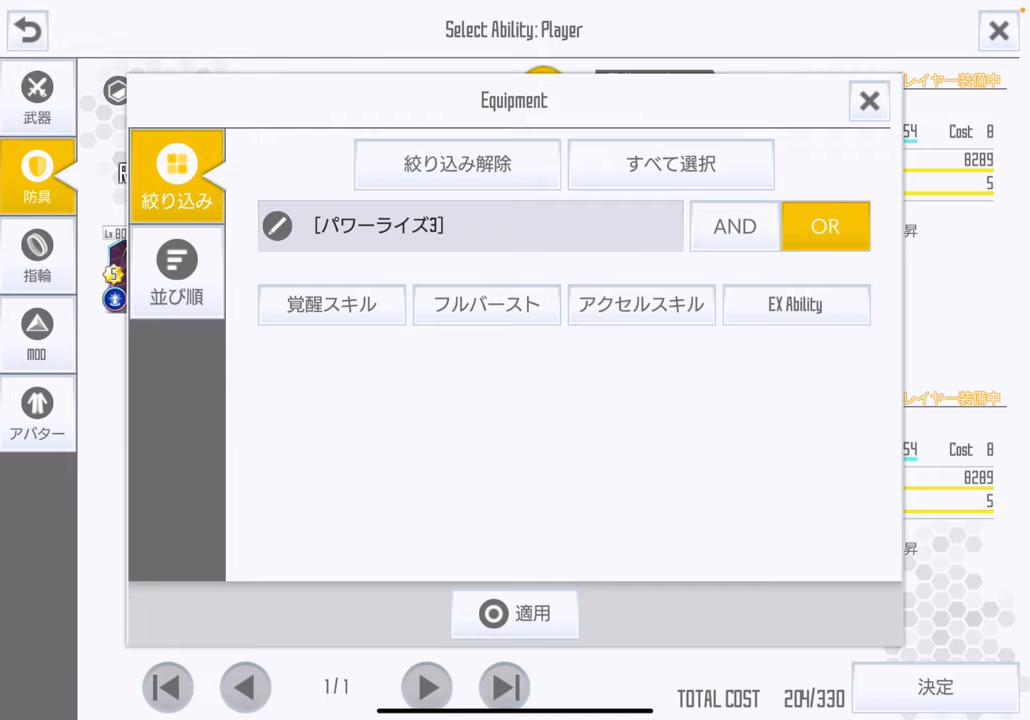 Select Ability: Player
武器
防具
指輪
MOD
アバター
Equipment
絞り込み
並び順
絞り込み解除
すべて選択
[パワーライズ3]
AND
OR
覚醒スキル
フルバースト
アクセルスキル
EX Ability
適用
Lv 80
5
レイヤー装備中
54 Cost 8
8289
5
昇
レイヤー装備中
54 Cost 8
8289
5
昇
1/1
TOTAL COST 204/330
決定